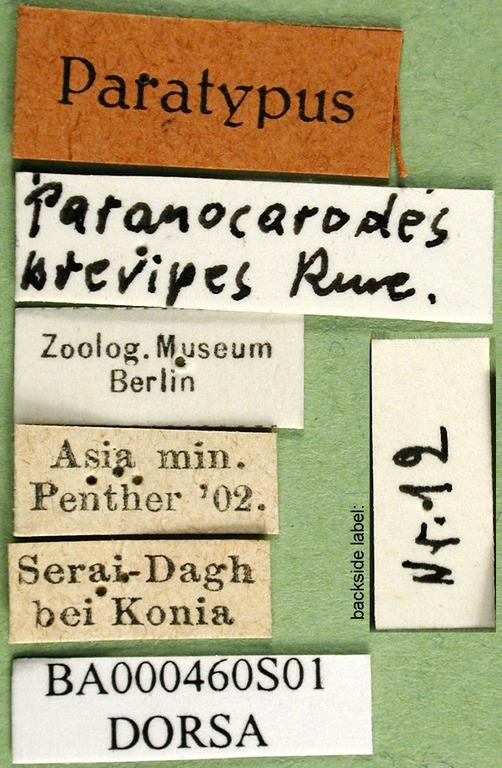 Paratypus
Paranocarodes
brevipes Rme.
Zoolog. Museum
Berlin
Asia min.
Penther '02.
Serai-Dagh
bei Konia
backside label:
Nr. 12
BA000460S01
DORSA